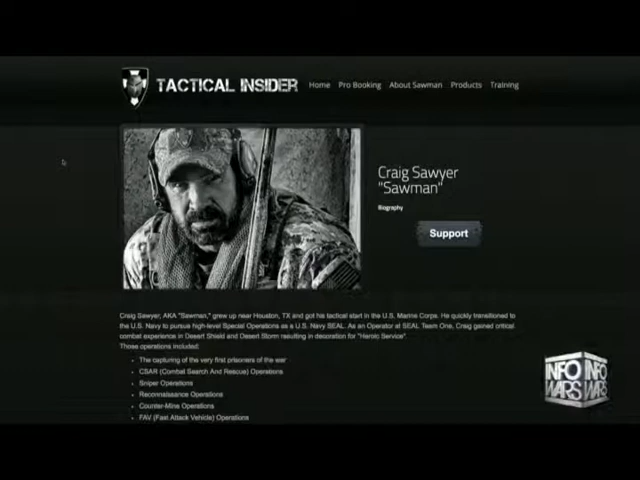 TACTICAL INSIDER
Home Pro Booking About Sawman Products Training
Craig Sawyer
"Sawman"
Biography
Support
Craig Sawyer, AKA "Sawman," grew up near Houston, TX and got his tactical start in the U.S. Marine Corps. He quickly transitioned to
the U.S. Navy to pursue high-level Special Operations as a U.S. Navy SEAL. As an Operator at SEAL Team One, Craig gained critical
combat experience in Desert Shield and Desert Storm resulting in decoration for "Heroic Service".
Those operations included:
The capturing of the very first prisoners of the war
CSAR (Combat Search And Rescue) Operations
Sniper Operations
Reconnaissance Operations
Counter-Mine Operations
FAV (Fast Attack Vehicle) Operations
INFO INFO
WARS WARS